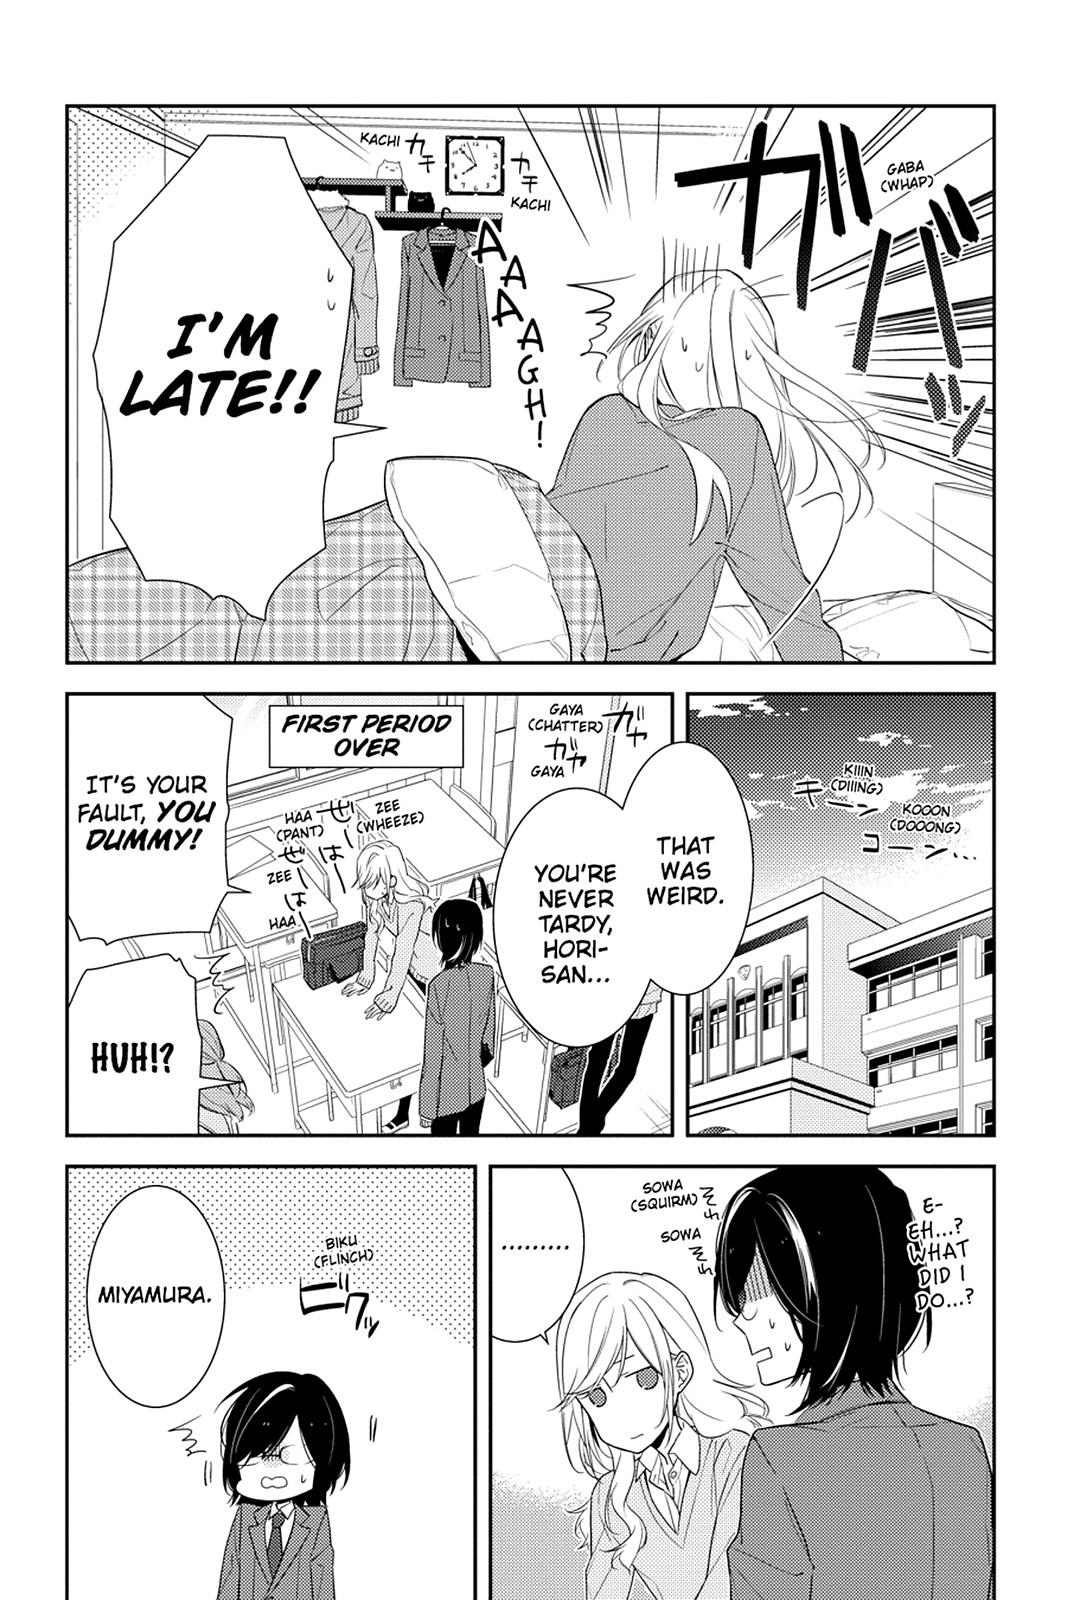 GABA
(WHAP)
ガバ
KACHI
カチ
カチ
KACHI
AAAAAGH!
I'M
LATE!!
KIIIN
(DIIING)
キーン
KOOON
(DOOONG)
コーン…
THAT
WAS
WEIRD.
YOU'RE
NEVER
TARDY,
HORI-
SAN...
GAYA
(CHATTER)
ガヤ
ガヤ
GAYA
FIRST PERIOD
OVER
ZEE
(WHEEZE)
ぜー
HAA
(PANT)
はー
ZEE
ぜー
HAA
はー
IT'S YOUR
FAULT, YOU
DUMMY!
HUH!?
E-
EH...?
WHAT
DID I
DO...?
SOWA
(SQUIRM)
そわ
SOWA
そわ
...........
BIKU
(FLINCH)
ビクッ
MIYAMURA.